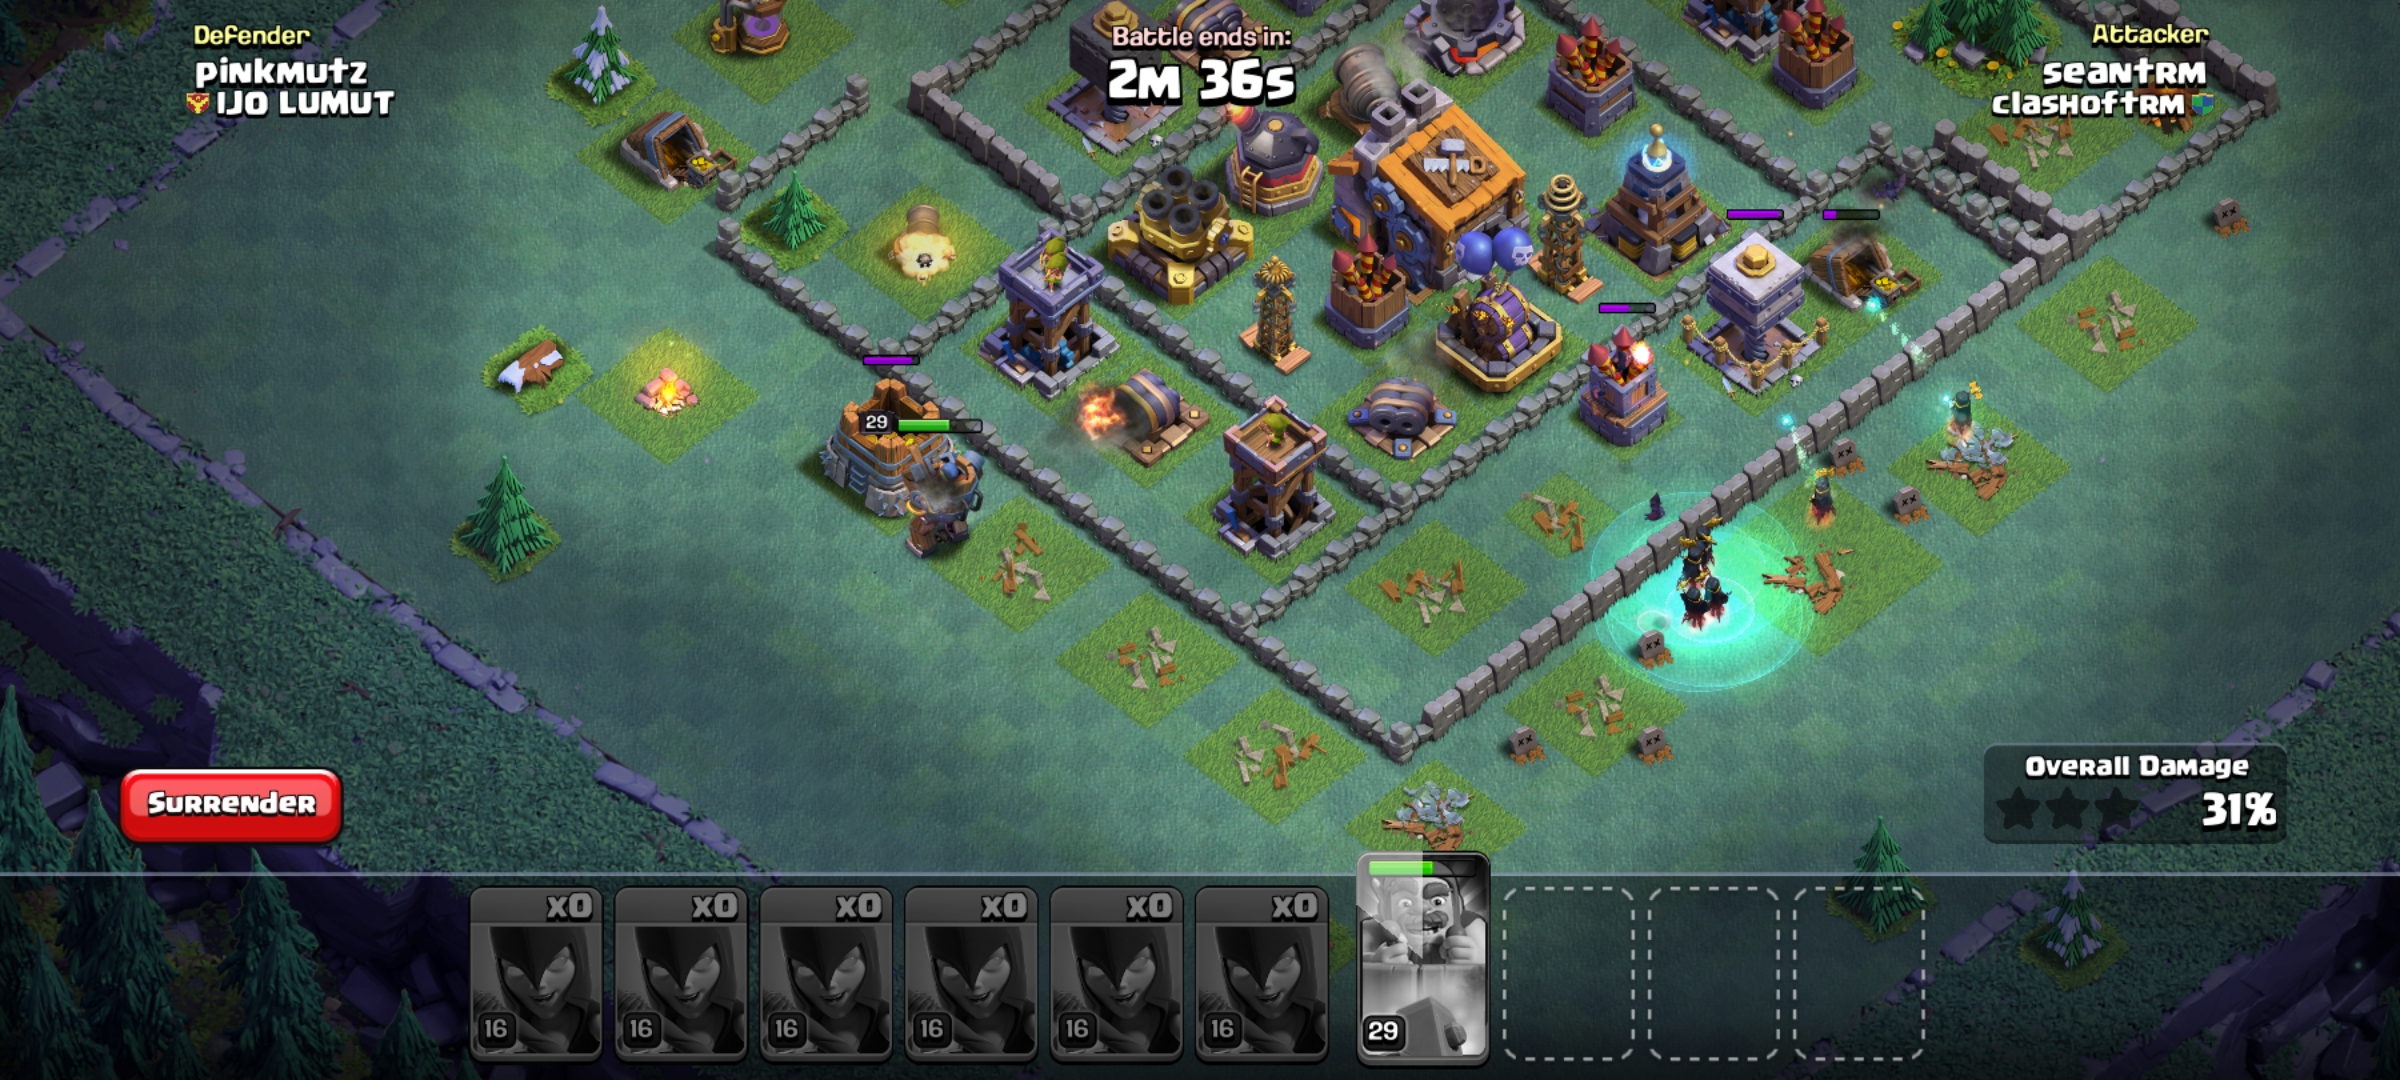 Defender
pinkmutz
IJO LUMUT
Battle ends in:
2M 36s
Attacker
seantRM
clashoftRM
29
Surrender
Overall Damage
31%
x0
x0
x0
x0
x0
x0
16
16
16
16
16
16
29